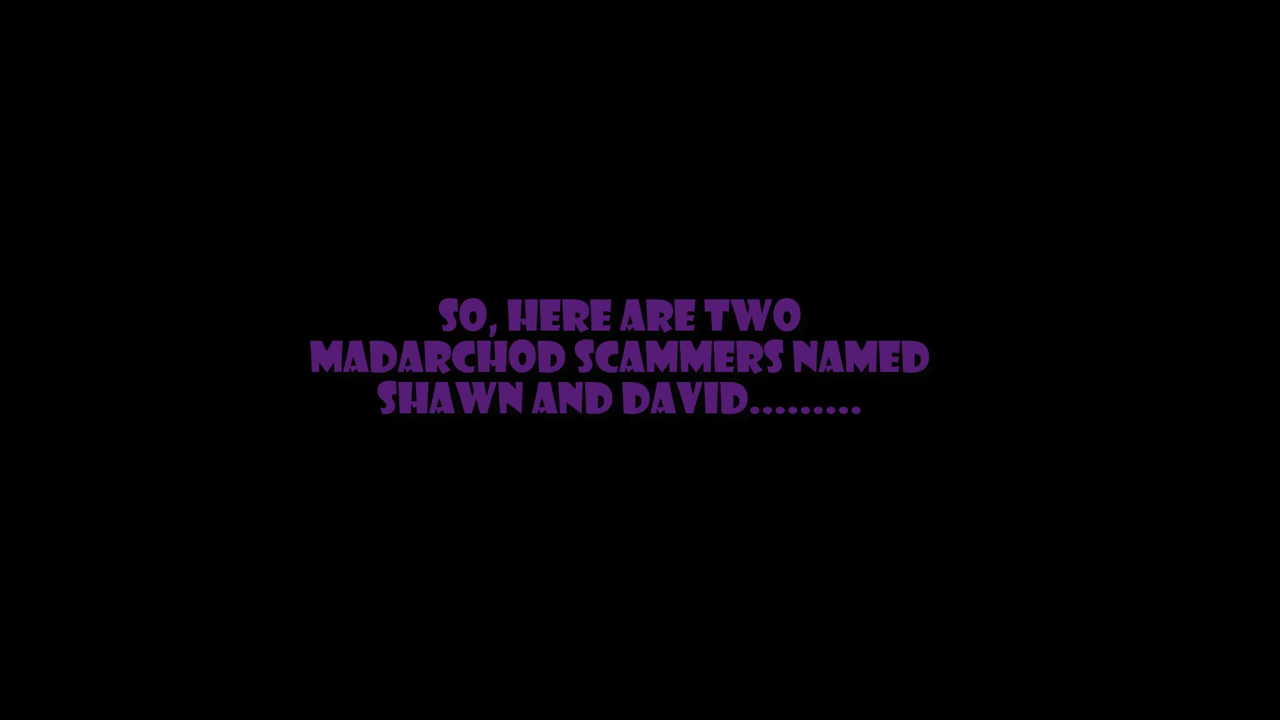 SO, HERE ARE TWO
MADARCHOD SCAMMERS NAMED
SHAWN AND DAVID.........